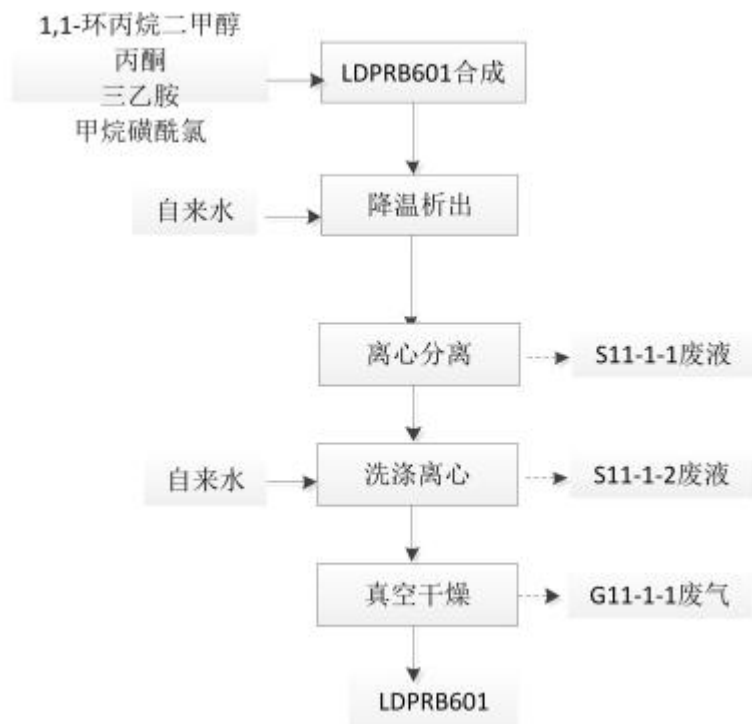 1,1-环丙烷二甲醇
丙酮
三乙胺
甲烷磺酰氯
LDPRB601合成
自来水
降温析出
离心分离
S11-1-1废液
自来水
洗涤离心
S11-1-2废液
真空干燥
G11-1-1废气
LDPRB601